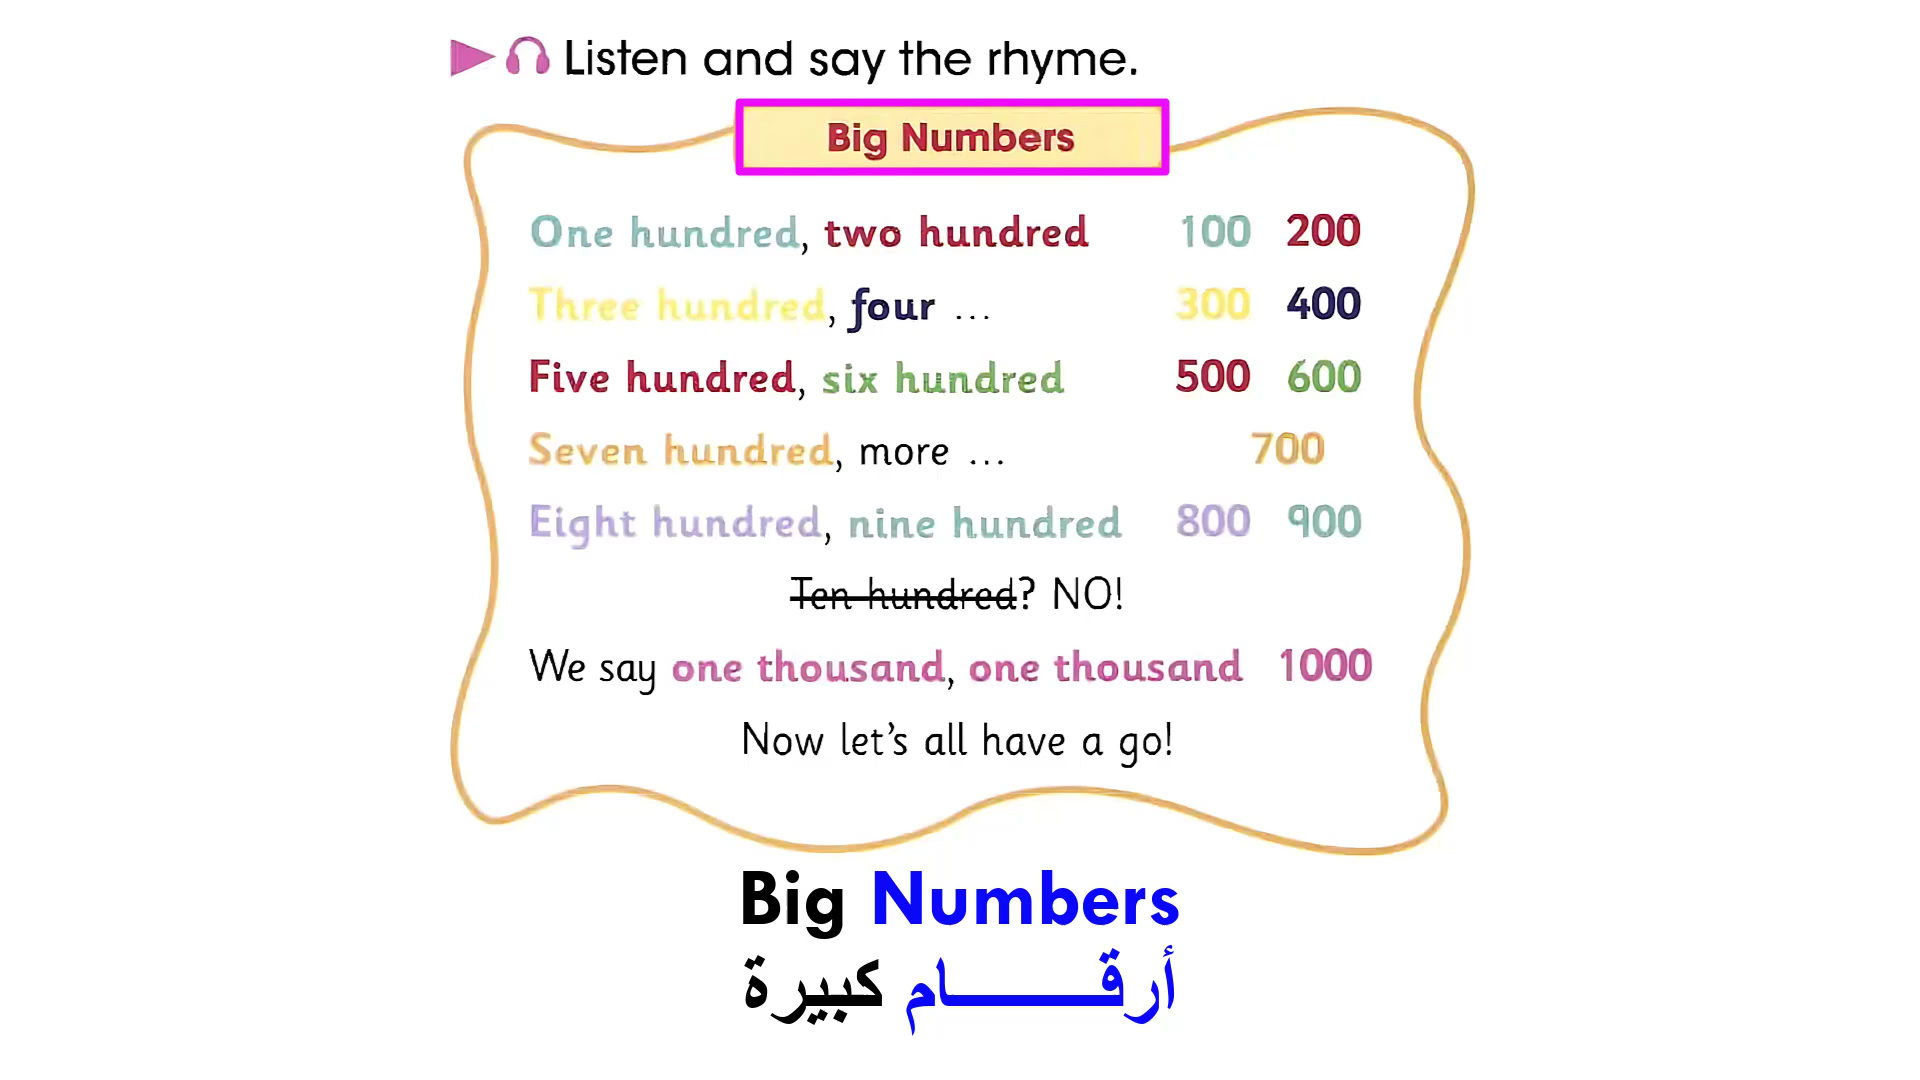 Listen and say the rhyme.
Big Numbers
One hundred, two hundred 100 200
Three hundred, four ... 300 400
Five hundred, six hundred 500 600
Seven hundred, more ... 700
Eight hundred, nine hundred 800 900
Ten hundred? NO!
We say one thousand, one thousand 1000
Now let's all have a go!
Big Numbers
أرقـــــــــام كبيرة